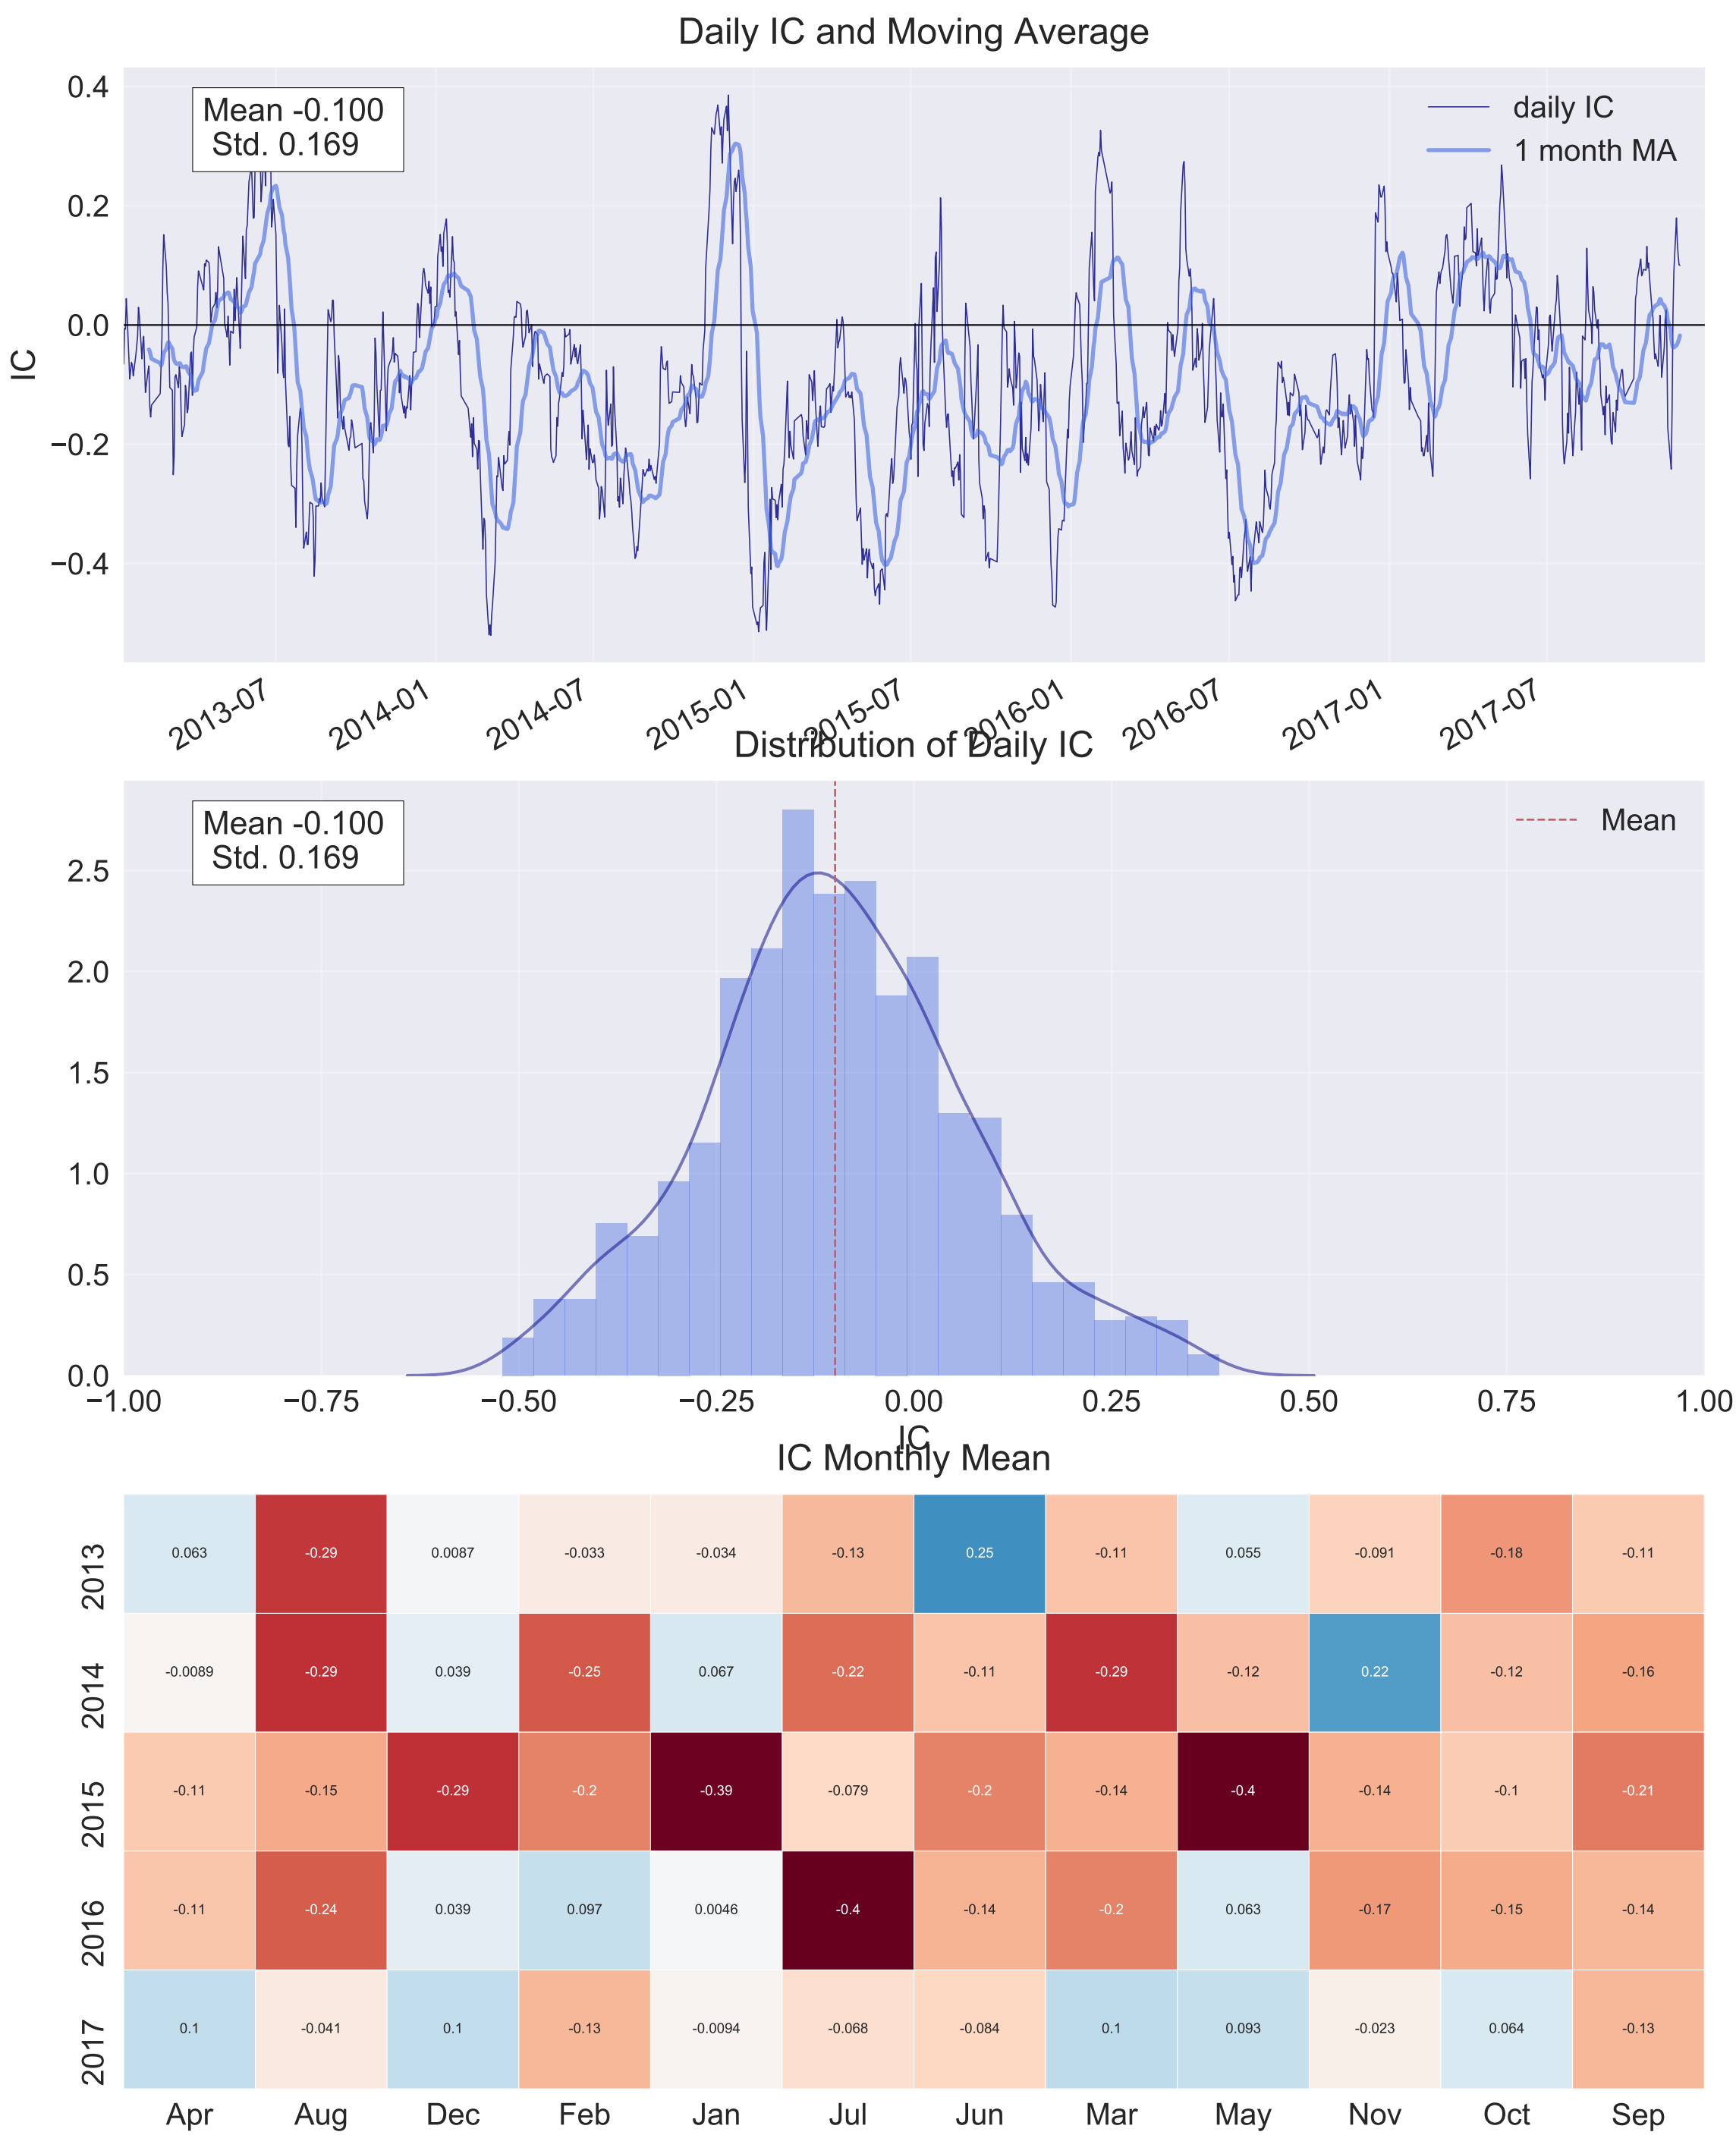 Daily IC and Moving Average
Mean -0.100
Std. 0.169
daily IC
1 month MA
0.4
0.2
0.0
−0.2
−0.4
IC
2013-07
2014-01
2014-07
2015-01
2015-07
2016-01
2016-07
2017-01
2017-07
Distribution of Daily IC
Mean -0.100
Std. 0.169
Mean
2.5
2.0
1.5
1.0
0.5
0.0
−1.00 −0.75 −0.50 −0.25 0.00 0.25 0.50 0.75 1.00
IC
IC Monthly Mean
2013 0.063 -0.29 0.0087 -0.033 -0.034 -0.13 0.25 -0.11 0.055 -0.091 -0.18 -0.11
2014 -0.0089 -0.29 0.039 -0.25 0.067 -0.22 -0.11 -0.29 -0.12 0.22 -0.12 -0.16
2015 -0.11 -0.15 -0.29 -0.2 -0.39 -0.079 -0.2 -0.14 -0.4 -0.14 -0.1 -0.21
2016 -0.11 -0.24 0.039 0.097 0.0046 -0.4 -0.14 -0.2 0.063 -0.17 -0.15 -0.14
2017 0.1 -0.041 0.1 -0.13 -0.0094 -0.068 -0.084 0.1 0.093 -0.023 0.064 -0.13
Apr Aug Dec Feb Jan Jul Jun Mar May Nov Oct Sep